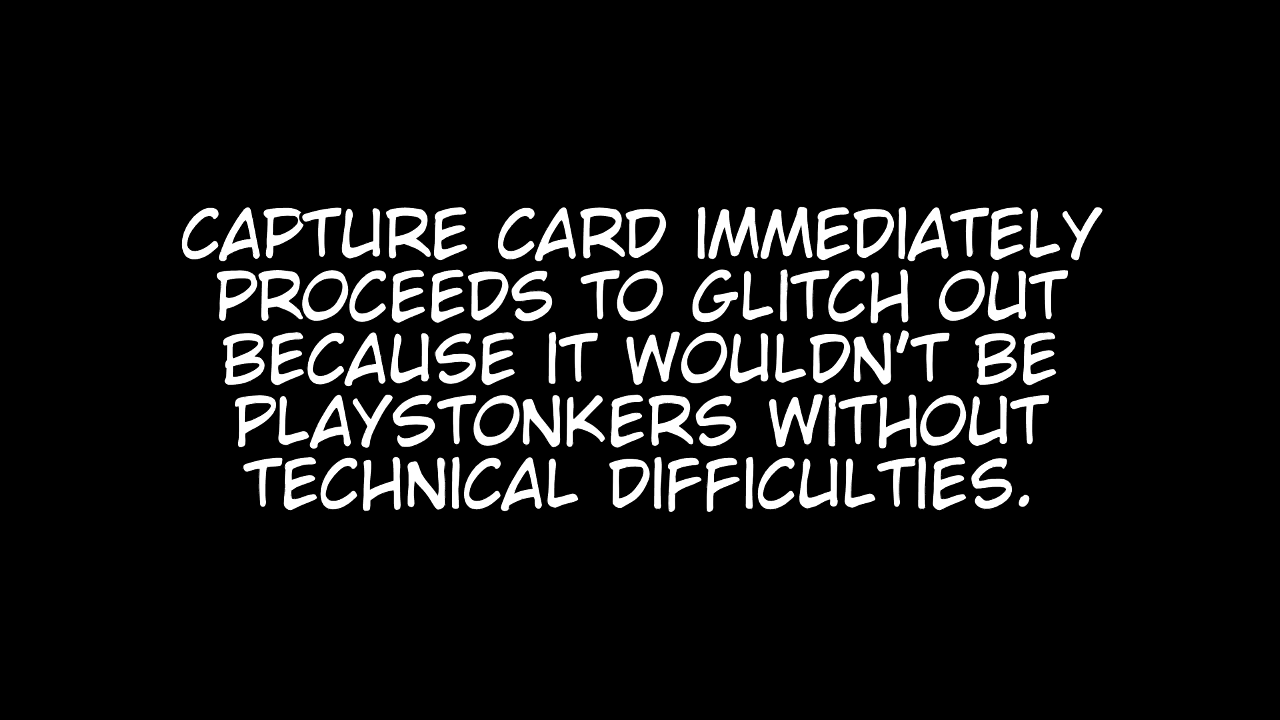 CAPTURE CARD IMMEDIATELY
PROCEEDS TO GLITCH OUT
BECAUSE IT WOULDN'T BE
PLAYSTONKERS WITHOUT
TECHNICAL DIFFICULTIES.